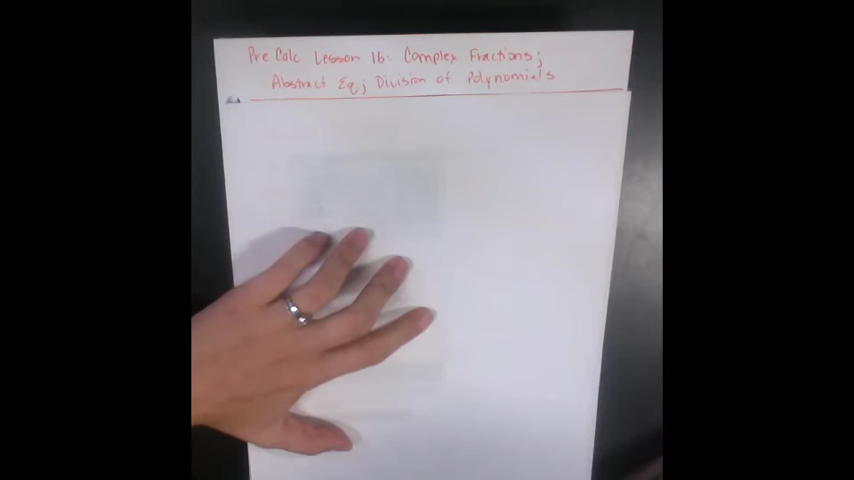 Pre Calc Lesson 16: Complex Fractions;
Abstract Eq; Division of Polynomials